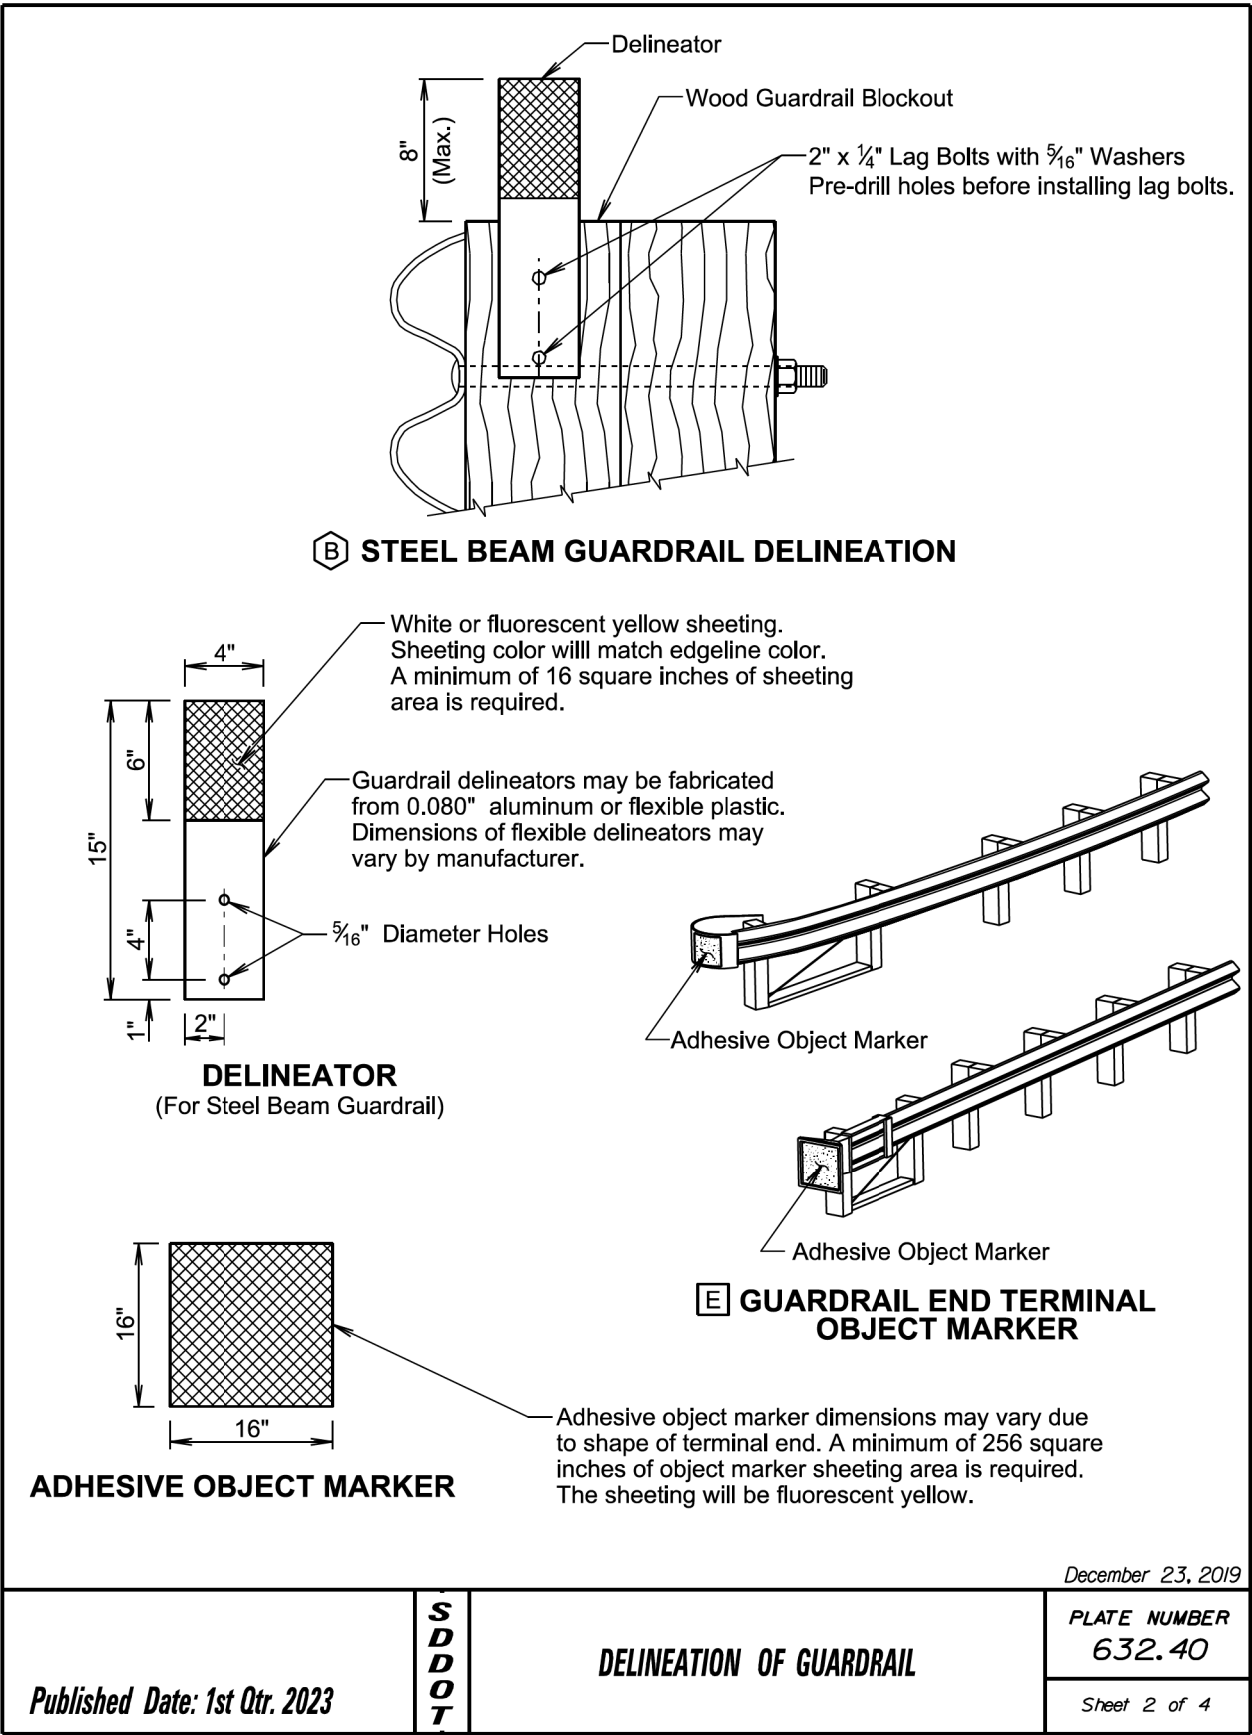 Delineator
Wood Guardrail Blockout
8"
(Max.)
2" x 1/4" Lag Bolts with 5/16" Washers
Pre-drill holes before installing lag bolts.
B STEEL BEAM GUARDRAIL DELINEATION
White or fluorescent yellow sheeting.
Sheeting color willl match edgeline color.
A minimum of 16 square inches of sheeting
area is required.
4"
6"
15"
Guardrail delineators may be fabricated
from 0.080" aluminum or flexible plastic.
Dimensions of flexible delineators may
vary by manufacturer.
4"
5/16" Diameter Holes
1"
2"
DELINEATOR
(For Steel Beam Guardrail)
Adhesive Object Marker
Adhesive Object Marker
E GUARDRAIL END TERMINAL
OBJECT MARKER
16"
16"
ADHESIVE OBJECT MARKER
Adhesive object marker dimensions may vary due
to shape of terminal end. A minimum of 256 square
inches of object marker sheeting area is required.
The sheeting will be fluorescent yellow.
December 23, 2019
Published Date: 1st Qtr. 2023
SDDOT
DELINEATION OF GUARDRAIL
PLATE NUMBER
632.40
Sheet 2 of 4